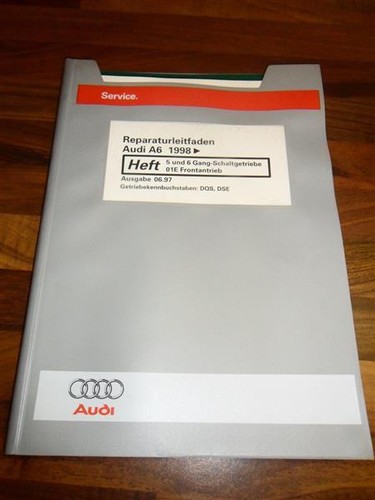 Service.
Reparaturleitfaden
Audi A6 1998 ►
Heft 5 und 6 Gang-Schaltgetriebe
01E Frontantrieb
Ausgabe 06.97
Getriebekennbuchstaben: DQS, DSE
Audi